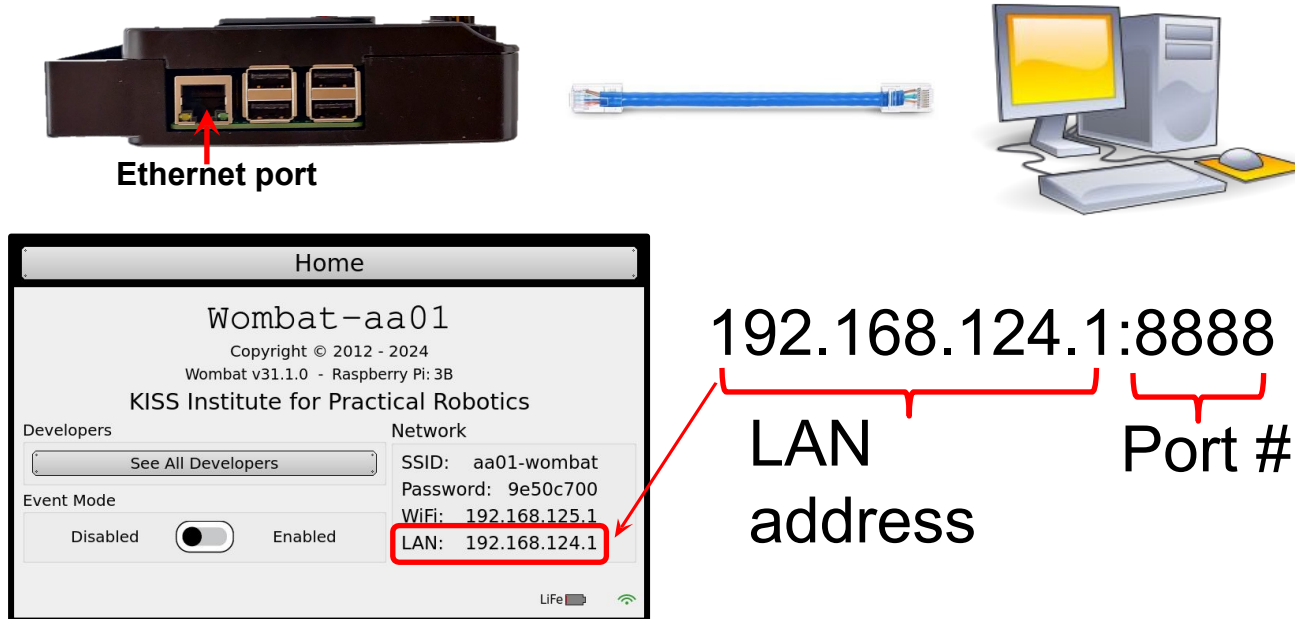 Ethernet port
Home
Wombat-aa01
Copyright © 2012 - 2024
Wombat v31.1.0 - Raspberry Pi: 3B
KISS Institute for Practical Robotics
Developers
See All Developers
Event Mode
Disabled Enabled
Network
SSID: aa01-wombat
Password: 9e50c700
WiFi: 192.168.125.1
LAN: 192.168.124.1
LiFe
192.168.124.1:8888
LAN
address
Port #